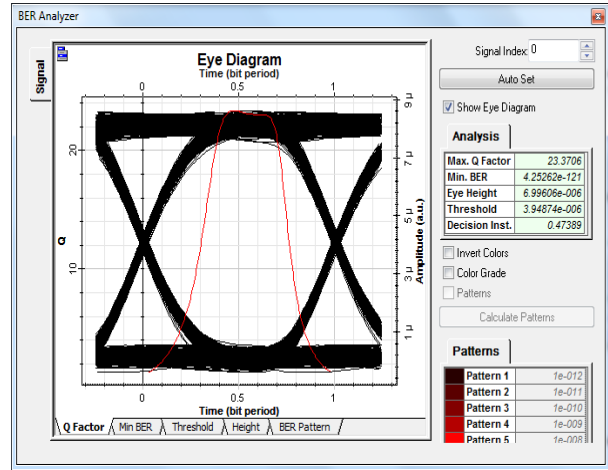 BER Analyzer
Signal
Eye Diagram
Time (bit period)
0 0.5 1
Q
20
10
9 µ
7 µ
5 µ
3 µ
1 µ
Amplitude (a.u.)
0 0.5 1
Time (bit period)
Q Factor Min BER Threshold Height BER Pattern
Signal Index: 0
Auto Set
Show Eye Diagram
Analysis
Max. Q Factor 23.3706
Min. BER 4.25262e-121
Eye Height 6.99606e-006
Threshold 3.94874e-006
Decision Inst. 0.47389
Invert Colors
Color Grade
Patterns
Calculate Patterns
Patterns
Pattern 1 1e-012
Pattern 2 1e-011
Pattern 3 1e-010
Pattern 4 1e-009
Pattern 5 1e-008